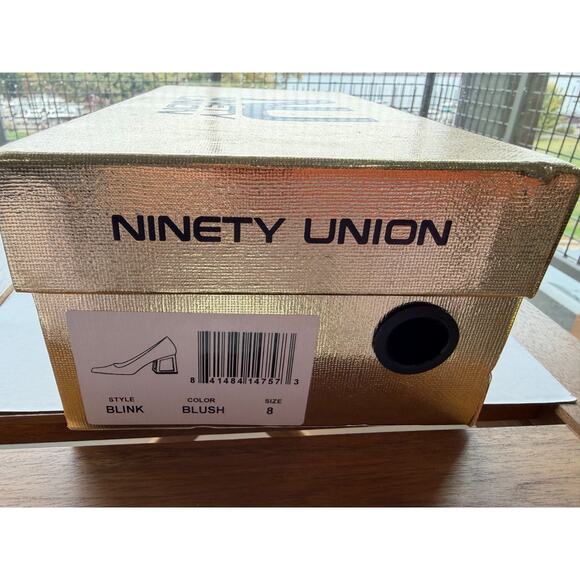 NINETY UNION
8 41484 14757 3
STYLE COLOR SIZE
BLINK BLUSH 8